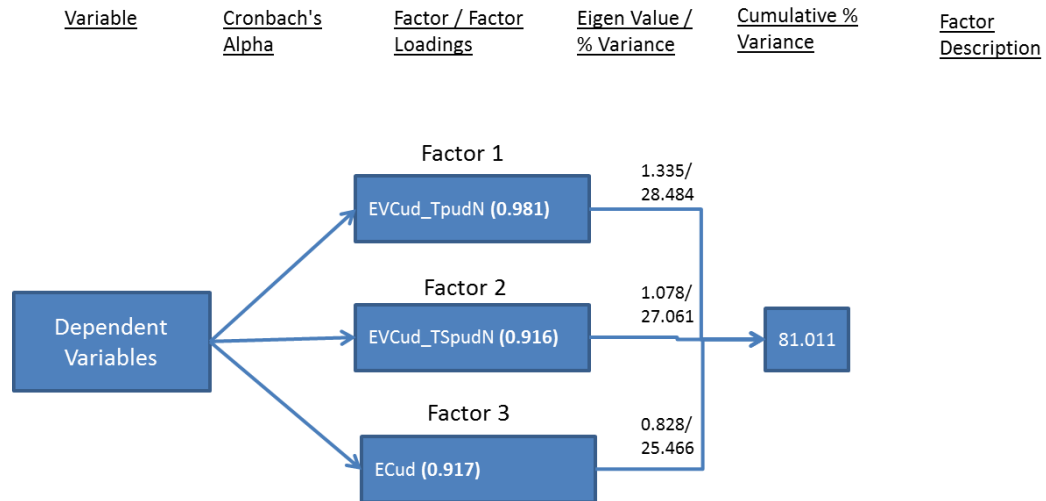 Variable
Cronbach's
Alpha
Factor / Factor
Loadings
Eigen Value /
% Variance
Cumulative %
Variance
Factor
Description
Factor 1
EVCud_TpudN (0.981)
1.335/
28.484
Factor 2
EVCud_TSpudN (0.916)
1.078/
27.061
Dependent
Variables
81.011
Factor 3
ECud (0.917)
0.828/
25.466